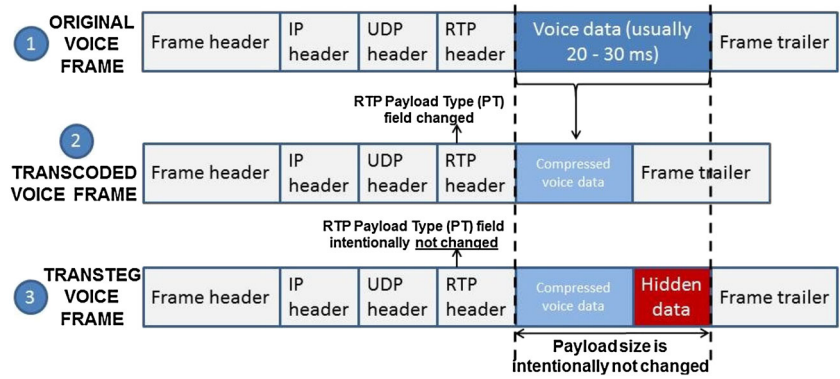 1
ORIGINAL
VOICE
FRAME
Frame header
IP
header
UDP
header
RTP
header
Voice data (usually
20 - 30 ms)
Frame trailer
RTP Payload Type (PT)
field changed
2
TRANSCODED
VOICE FRAME
Frame header
IP
header
UDP
header
RTP
header
Compressed
voice data
Frame trailer
RTP Payload Type (PT) field
intentionally not changed
3
TRANSTEG
VOICE
FRAME
Frame header
IP
header
UDP
header
RTP
header
Compressed
voice data
Hidden
data
Frame trailer
Payload size is
intentionally not changed